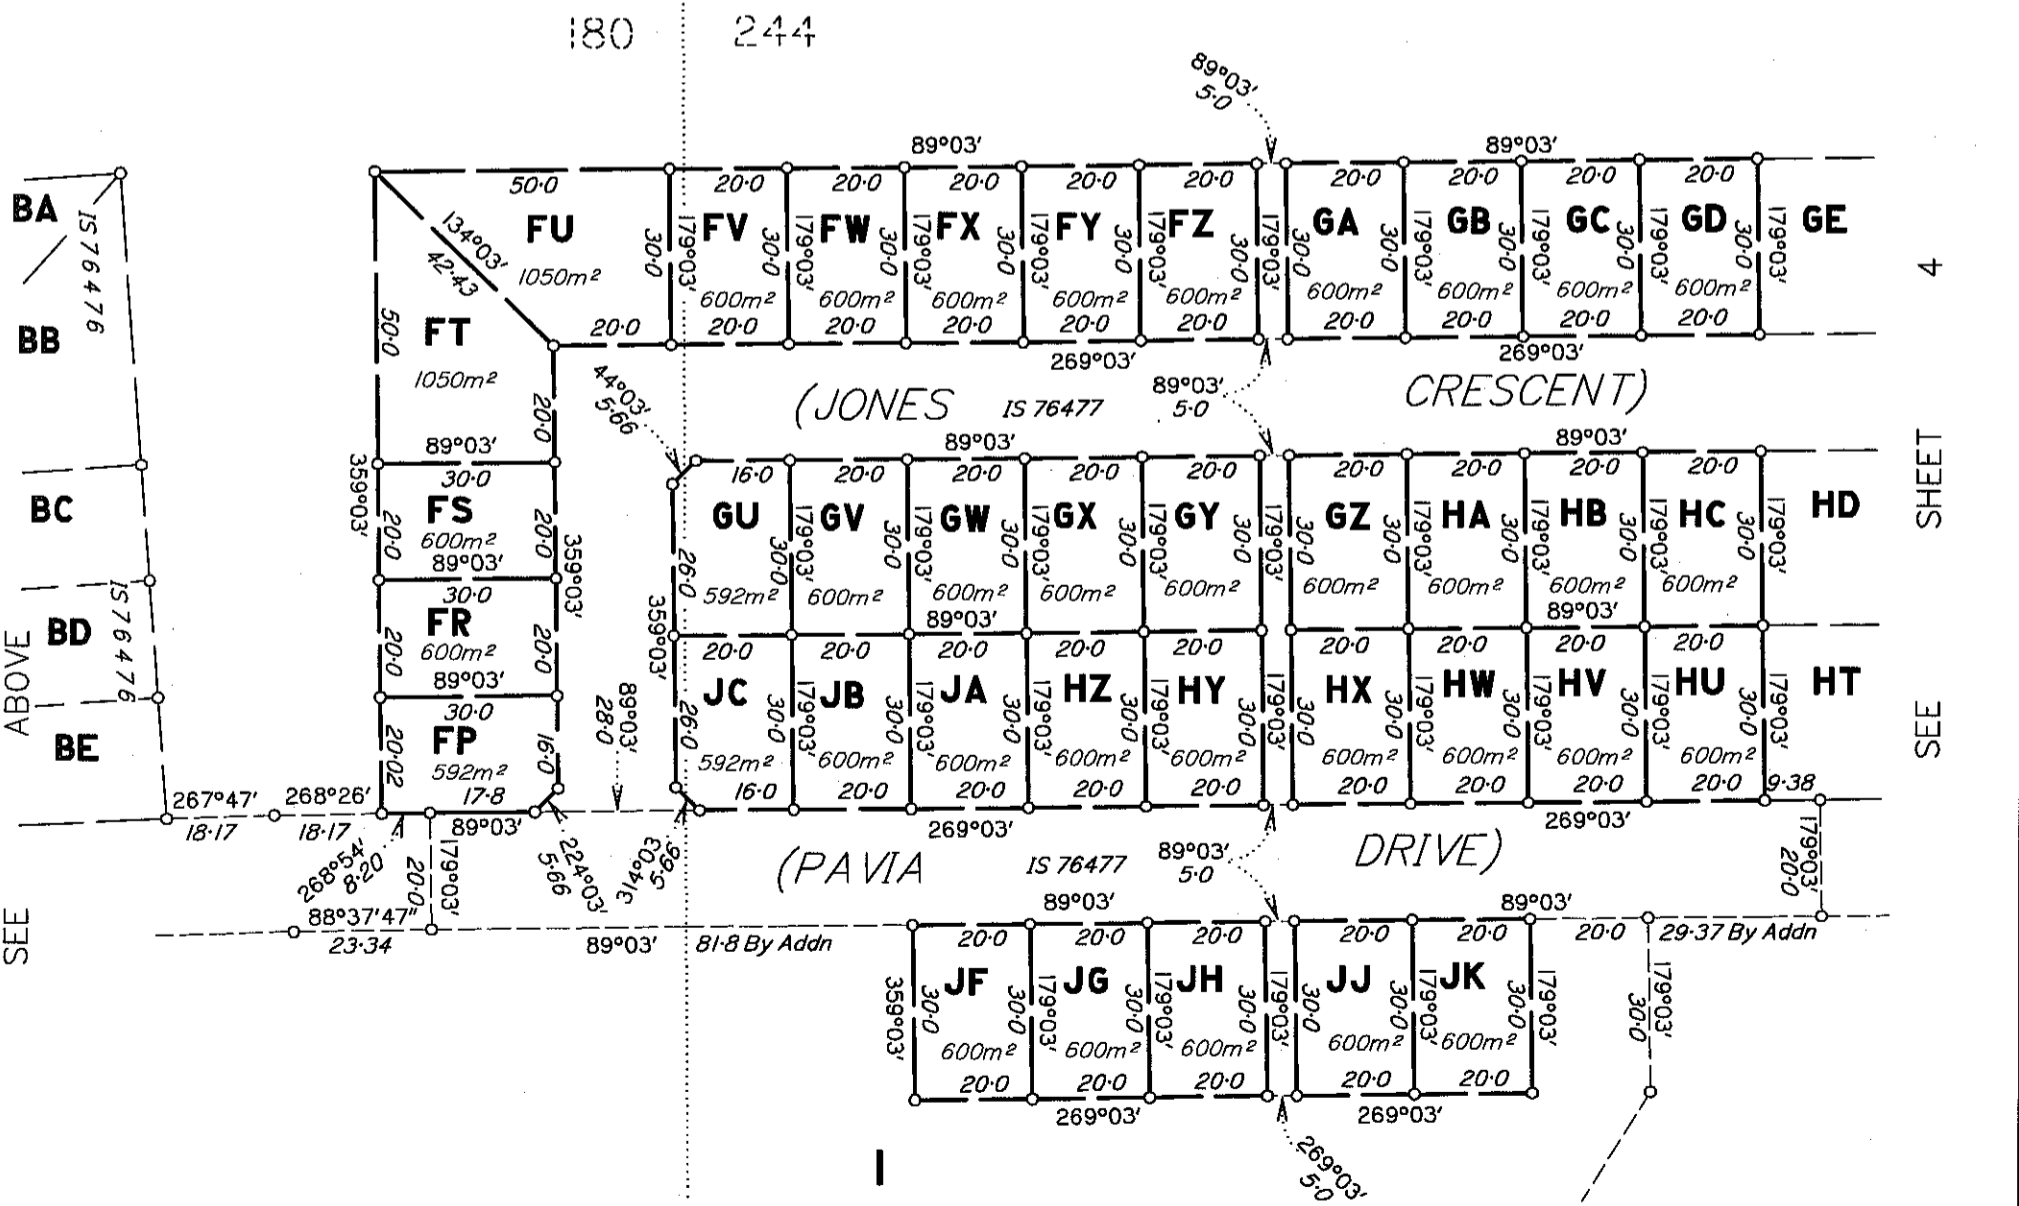 180 244
89°03'
5·0
89°03' 89°03'
50·0 20·0 20·0 20·0 20·0 20·0 20·0 20·0 20·0 20·0
BA IS 76476
134°03'
42·43
FU FV FW FX FY FZ GA GB GC GD GE
30·0 179°03' 30·0 179°03' 30·0 179°03' 30·0 179°03' 30·0 179°03' 30·0 179°03' 30·0 30·0 179°03' 30·0 179°03' 30·0 179°03' 30·0 179°03'
1050m² 600m² 600m² 600m² 600m² 600m² 600m² 600m² 600m² 600m²
20·0 20·0 20·0 20·0 20·0 20·0 20·0 20·0 20·0 20·0
269°03' 269°03'
BB
50·0 FT
1050m²
20·0
44°03'
5·66
(JONES IS 76477 CRESCENT)
89°03'
5·0
SEE SHEET 4
89°03' 89°03' 89°03'
359°03'
30·0 16·0 20·0 20·0 20·0 20·0 20·0 20·0 20·0 20·0
BC
20·0 FS 20·0
600m²
359°03'
GU GV GW GX GY GZ HA HB HC HD
26·0 30·0 179°03' 30·0 179°03' 30·0 179°03' 30·0 179°03' 30·0 179°03' 30·0 30·0 179°03' 30·0 179°03' 30·0 179°03' 30·0 179°03'
592m² 600m² 600m² 600m² 600m² 600m² 600m² 600m² 600m²
89°03'
30·0
BD IS 76476
20·0 FR 20·0
600m²
359°03'
89°03' 89°03'
20·0 20·0 20·0 20·0 20·0 20·0 20·0 20·0 20·0
JC JB JA HZ HY HX HW HV HU HT
26·0 30·0 179°03' 30·0 179°03' 30·0 179°03' 30·0 179°03' 30·0 179°03' 30·0 30·0 179°03' 30·0 179°03' 30·0 179°03' 30·0 179°03'
592m² 600m² 600m² 600m² 600m² 600m² 600m² 600m² 600m²
16·0 20·0 20·0 20·0 20·0 20·0 20·0 20·0 20·0 9·38
89°03'
30·0
BE
20·02 FP 16·0
592m²
17·8
89°03'
28·0
SEE ABOVE
267°47' 268°26'
18·17 18·17
89°03'
269°03' 269°03'
268°54'
8·20
179°03'
20·0
224°03'
5·66
314°03
5·66
(PAVIA IS 76477 DRIVE)
89°03'
5·0
179°03'
20·0
88°37'47"
23·34
89°03' 81·8 By Addn
89°03' 89°03'
20·0 20·0 20·0 20·0 20·0 20·0 29·37 By Addn
JF JG JH JJ JK
359°03' 30·0 30·0 179°03' 30·0 179°03' 30·0 179°03' 30·0 30·0 179°03' 30·0 179°03' 30·0 179°03'
600m² 600m² 600m² 600m² 600m²
20·0 20·0 20·0 20·0 20·0
269°03' 269°03'
269°03'
5·0
1